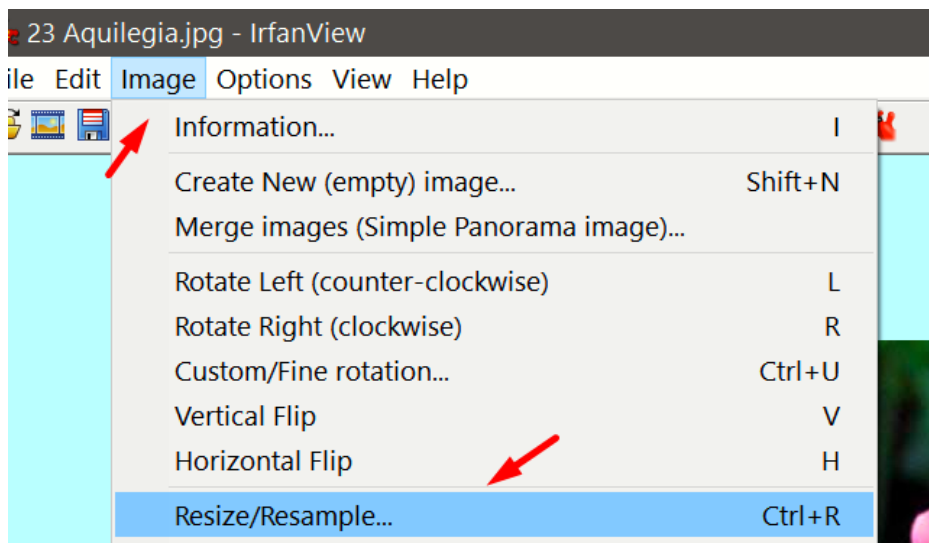 23 Aquilegia.jpg - IrfanView
ile Edit Image Options View Help
Information... I
Create New (empty) image... Shift+N
Merge images (Simple Panorama image)...
Rotate Left (counter-clockwise) L
Rotate Right (clockwise) R
Custom/Fine rotation... Ctrl+U
Vertical Flip V
Horizontal Flip H
Resize/Resample... Ctrl+R